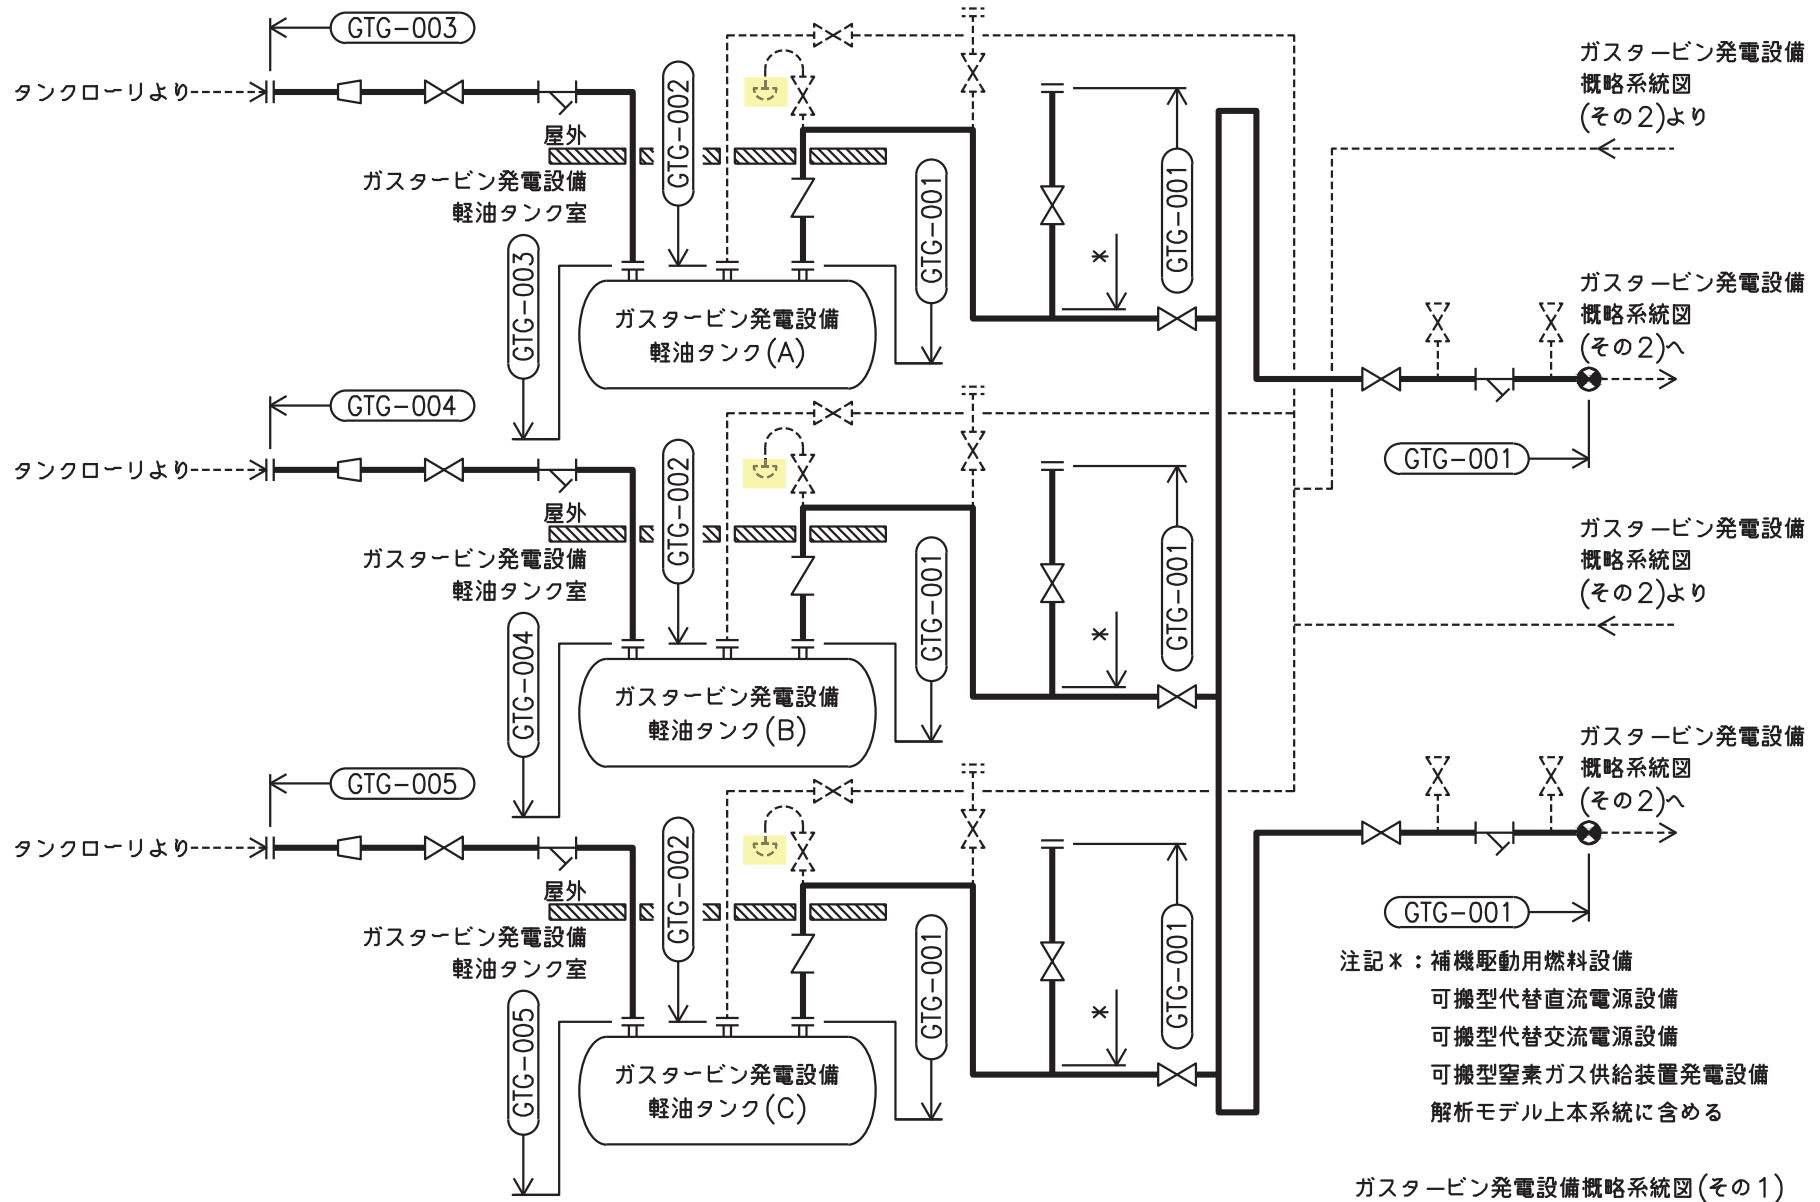 GTG-003
タンクローリより
屋外
ガスタービン発電設備
軽油タンク室
GTG-002
GTG-001
GTG-003
ガスタービン発電設備
軽油タンク(A)
*
GTG-001
ガスタービン発電設備
概略系統図
(その2)より
ガスタービン発電設備
概略系統図
(その2)へ
GTG-001
GTG-004
タンクローリより
屋外
ガスタービン発電設備
軽油タンク室
GTG-002
GTG-001
GTG-004
ガスタービン発電設備
軽油タンク(B)
*
GTG-001
ガスタービン発電設備
概略系統図
(その2)より
GTG-005
タンクローリより
屋外
ガスタービン発電設備
軽油タンク室
GTG-002
GTG-001
GTG-005
ガスタービン発電設備
軽油タンク(C)
*
GTG-001
ガスタービン発電設備
概略系統図
(その2)へ
GTG-001
注記*:補機駆動用燃料設備
可搬型代替直流電源設備
可搬型代替交流電源設備
可搬型窒素ガス供給装置発電設備
解析モデル上本系統に含める
ガスタービン発電設備概略系統図(その1)